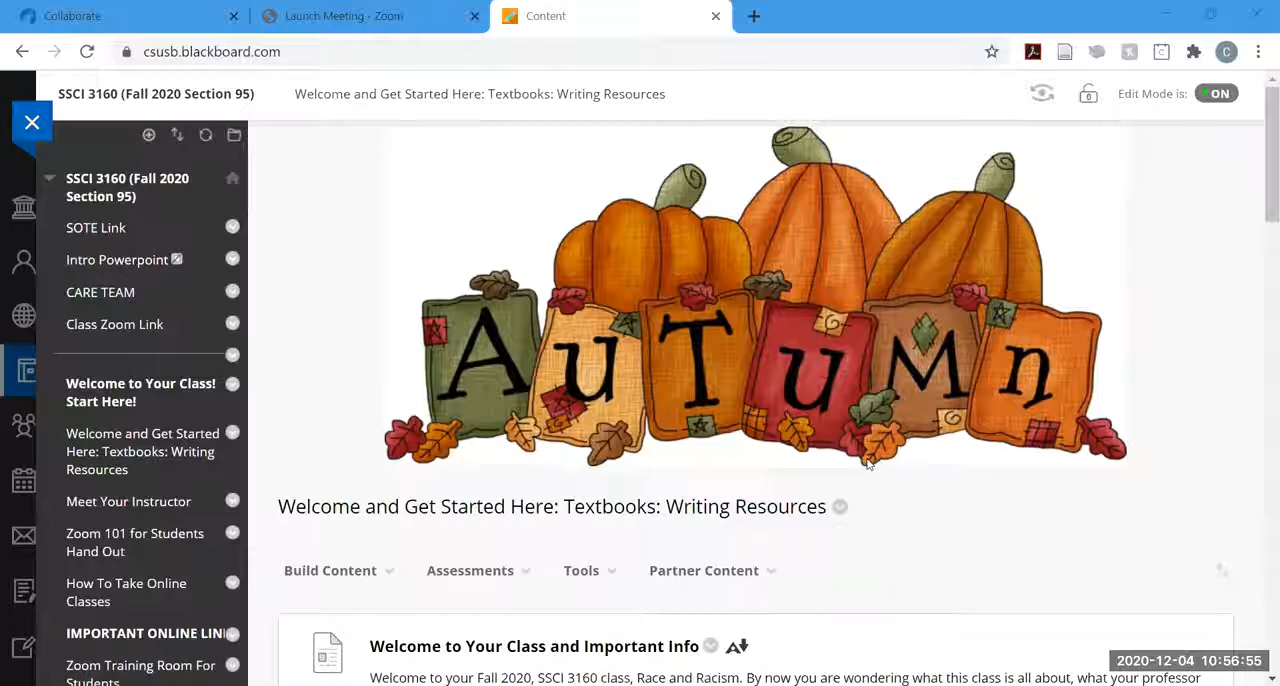 Collaborate
Launch Meeting - Zoom
Content
csusb.blackboard.com
C
SSCI 3160 (Fall 2020 Section 95)
Welcome and Get Started Here: Textbooks: Writing Resources
Edit Mode is:
ON
SSCI 3160 (Fall 2020
Section 95)
SOTE Link
Intro Powerpoint
CARE TEAM
Class Zoom Link
Welcome to Your Class!
Start Here!
Welcome and Get Started
Here: Textbooks: Writing
Resources
Meet Your Instructor
Zoom 101 for Students
Hand Out
How To Take Online
Classes
IMPORTANT ONLINE LIN
Zoom Training Room For
Students
AuTuMn
Welcome and Get Started Here: Textbooks: Writing Resources
Build Content
Assessments
Tools
Partner Content
Welcome to Your Class and Important Info
Welcome to your Fall 2020, SSCI 3160 class, Race and Racism. By now you are wondering what this class is all about, what your professor
2020-12-04 10:56:55